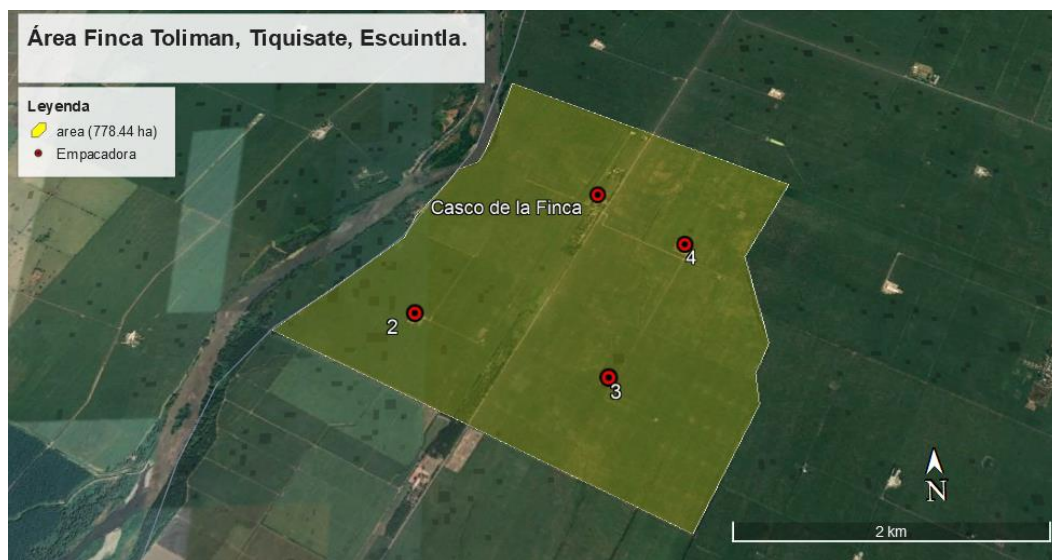 Área Finca Toliman, Tiquisate, Escuintla.
Leyenda
area (778.44 ha)
Empacadora
Casco de la Finca
4
2
3
N
2 km